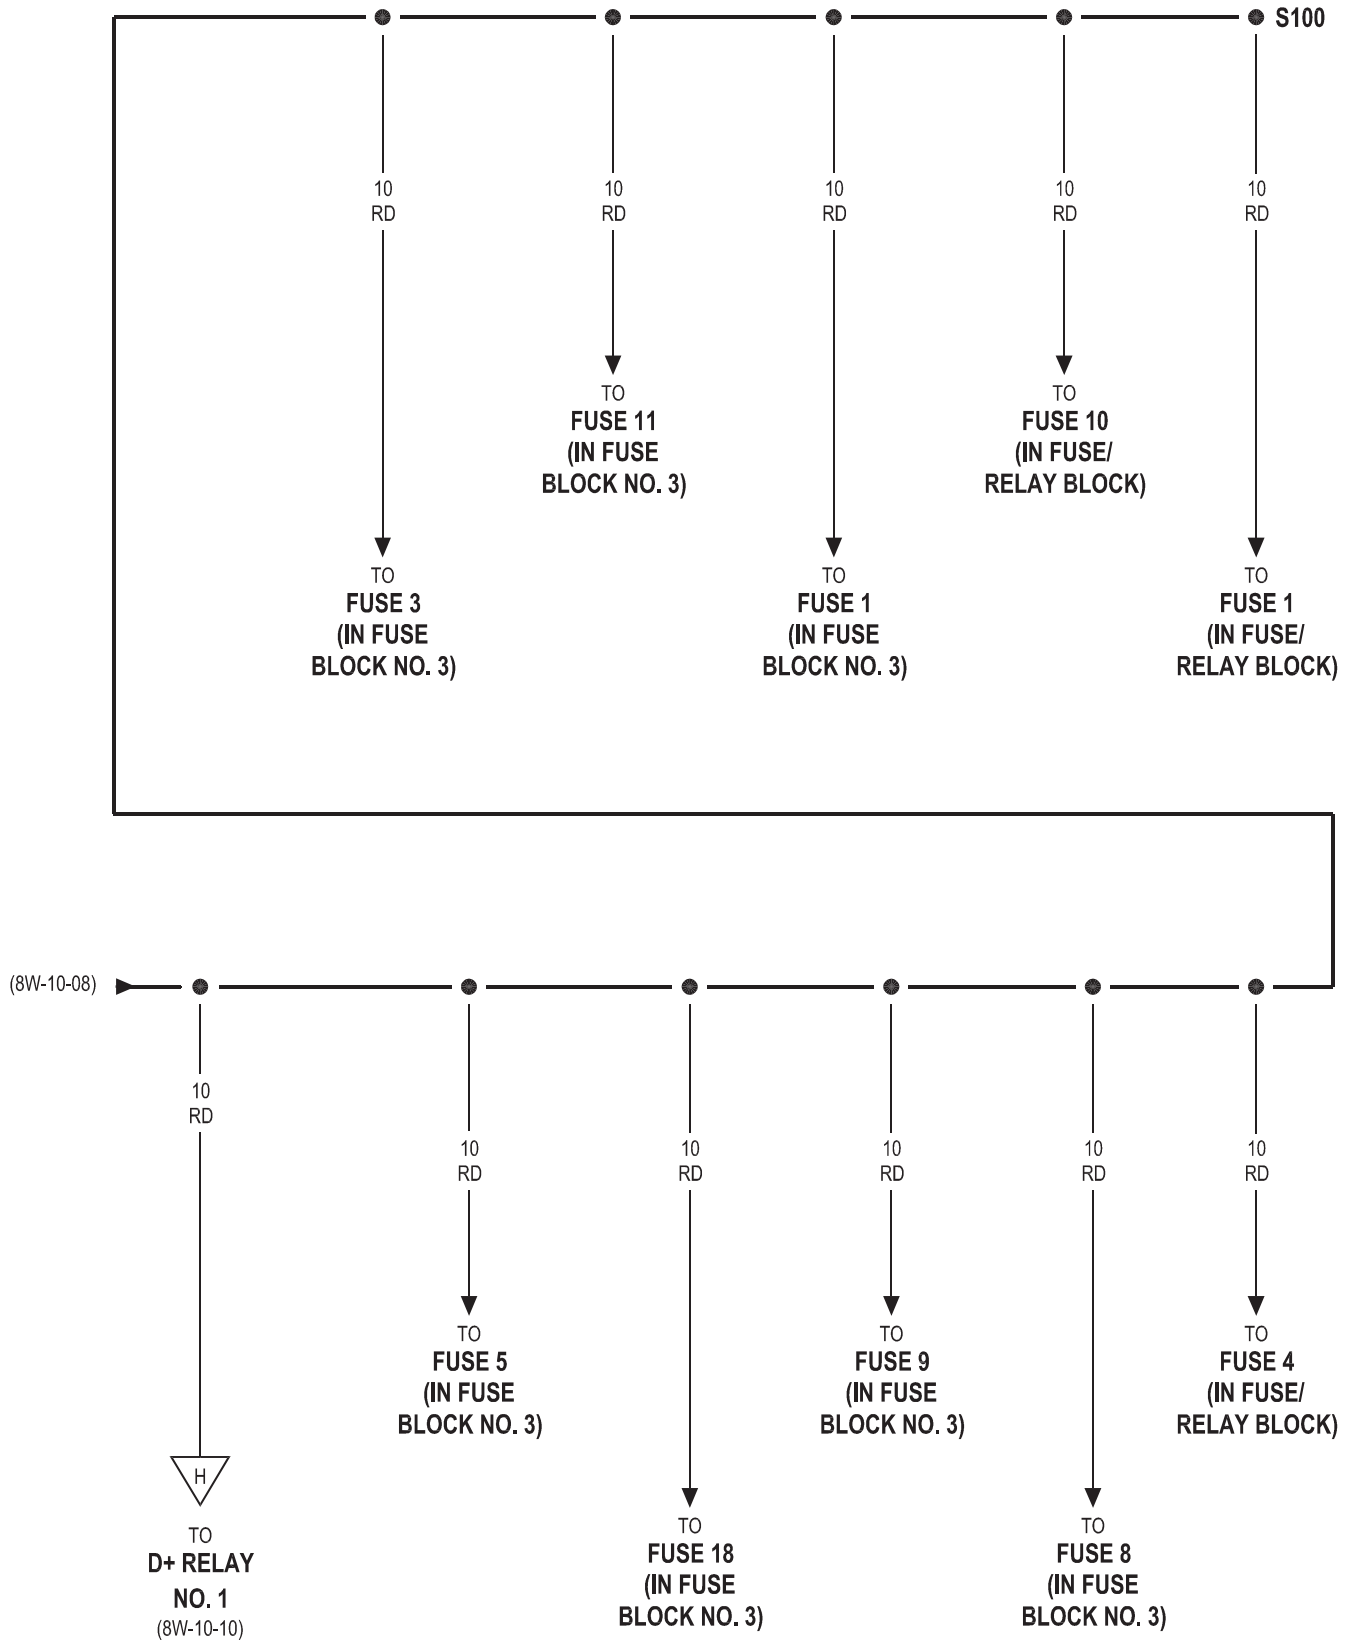 S100
10
RD
10
RD
10
RD
10
RD
10
RD
TO
FUSE 11
(IN FUSE
BLOCK NO. 3)
TO
FUSE 10
(IN FUSE/
RELAY BLOCK)
TO
FUSE 3
(IN FUSE
BLOCK NO. 3)
TO
FUSE 1
(IN FUSE
BLOCK NO. 3)
TO
FUSE 1
(IN FUSE/
RELAY BLOCK)
(8W-10-08)
10
RD
10
RD
10
RD
10
RD
10
RD
10
RD
TO
FUSE 5
(IN FUSE
BLOCK NO. 3)
TO
FUSE 9
(IN FUSE
BLOCK NO. 3)
TO
FUSE 4
(IN FUSE/
RELAY BLOCK)
H
TO
D+ RELAY
NO. 1
(8W-10-10)
TO
FUSE 18
(IN FUSE
BLOCK NO. 3)
TO
FUSE 8
(IN FUSE
BLOCK NO. 3)